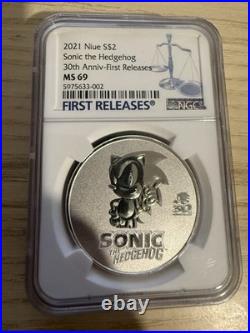 2021 Niue S$2
Sonic the Hedgehog
30th Anniv-First Releases
MS 69
5975633-002
FIRST RELEASES
NGC
SONIC
THE
HEDGEHOG